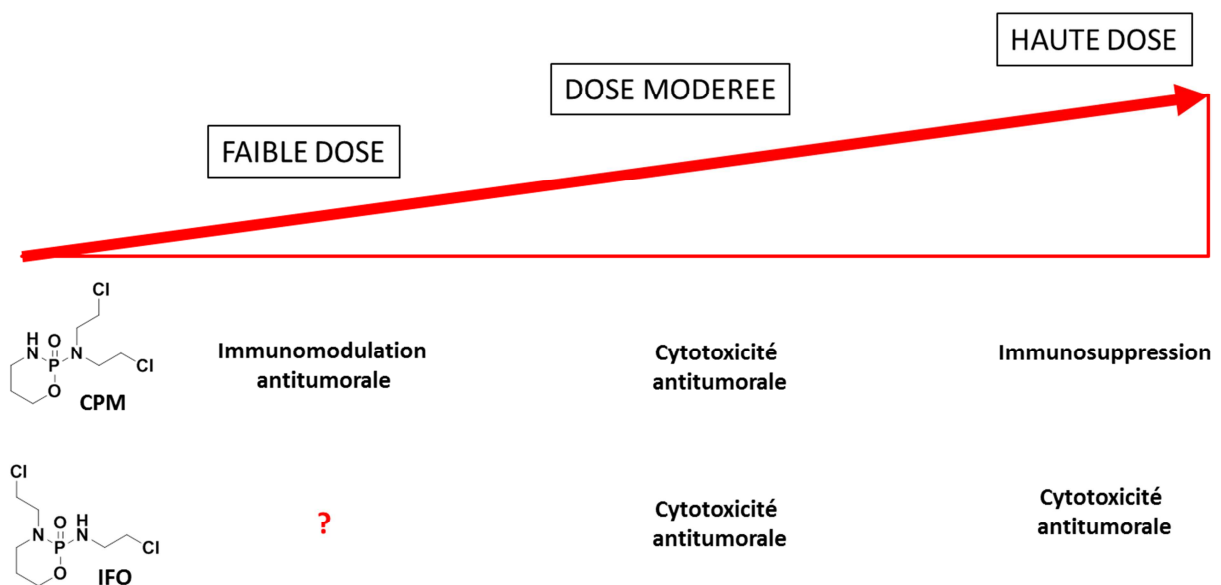 HAUTE DOSE
DOSE MODEREE
FAIBLE DOSE
Cl
H
N
O
P
N
Cl
O
CPM
Immunomodulation
antitumorale
Cytotoxicité
antitumorale
Immunosuppression
Cl
O
H
N
P
N
Cl
O
IFO
?
Cytotoxicité
antitumorale
Cytotoxicité
antitumorale